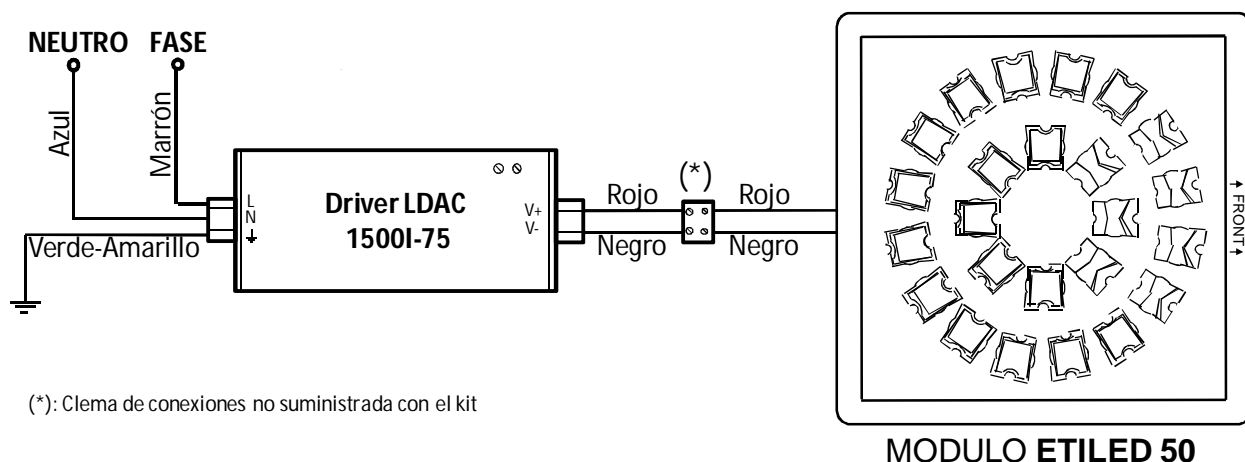 NEUTRO FASE
Azul
Marrón
Verde-Amarillo
L
N
Driver LDAC
1500I-75
V+
V-
Rojo
Negro
(*)
Rojo
Negro
FRONT
(*): Clema de conexiones no suministrada con el kit
MODULO ETILED 50